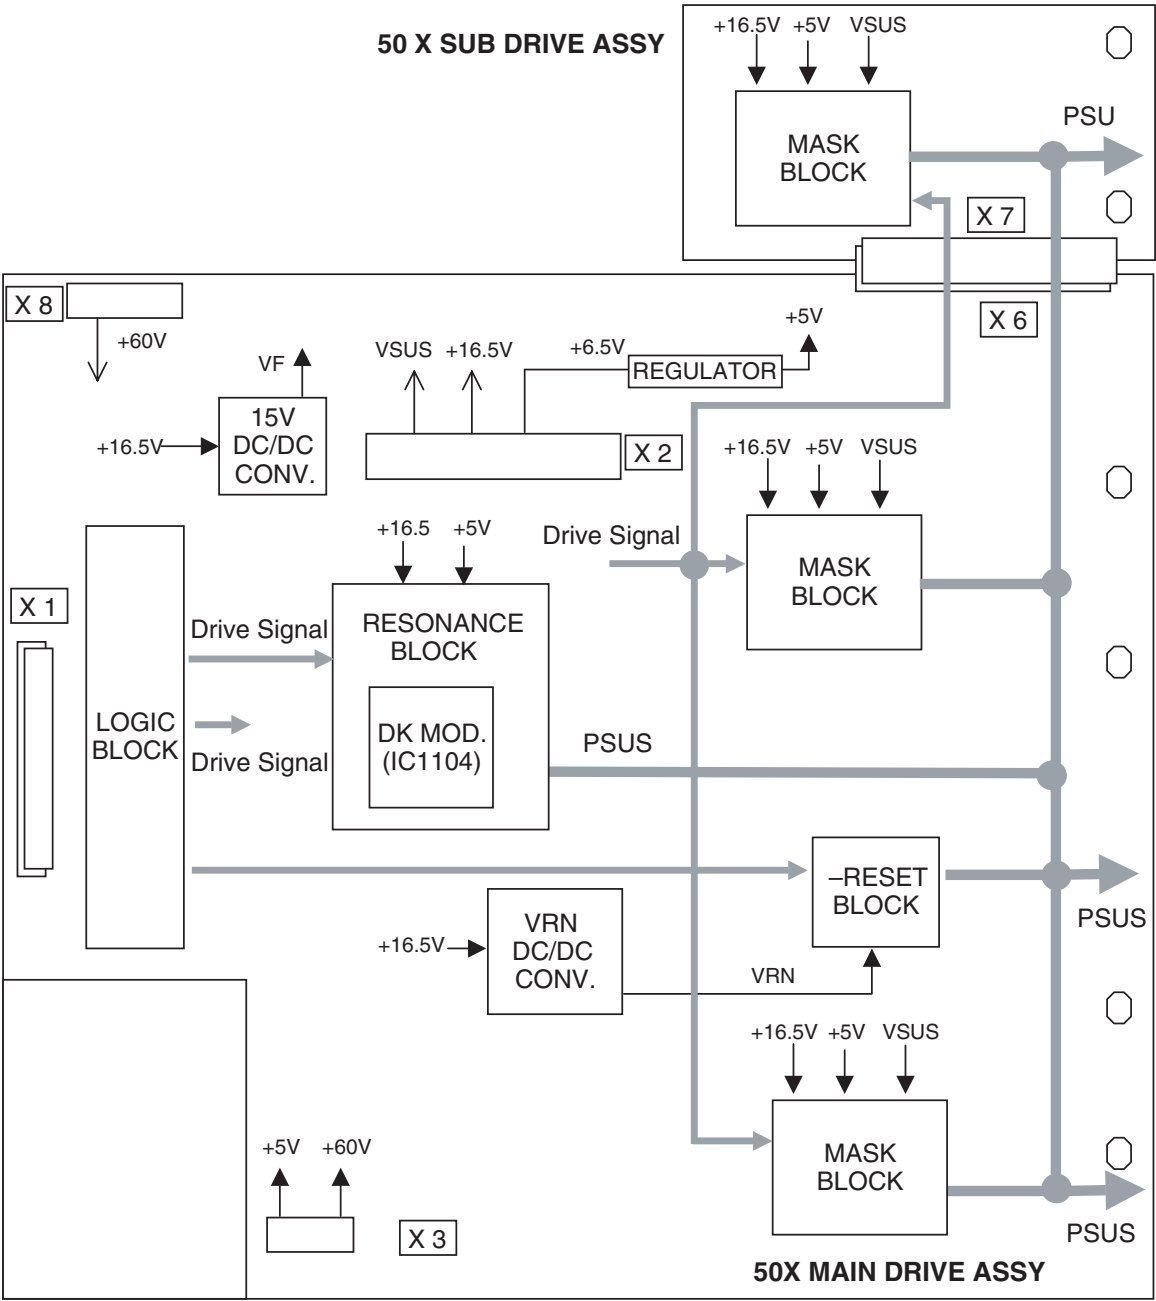 50 X SUB DRIVE ASSY
+16.5V +5V VSUS
MASK
BLOCK
PSU
X 7
X 6
X 8
+60V
VF
+16.5V
15V
DC/DC
CONV.
VSUS +16.5V
+6.5V
REGULATOR
+5V
X 2
+16.5V +5V VSUS
MASK
BLOCK
Drive Signal
+16.5 +5V
RESONANCE
BLOCK
DK MOD.
(IC1104)
X 1
LOGIC
BLOCK
Drive Signal
Drive Signal
PSUS
–RESET
BLOCK
PSUS
+16.5V
VRN
DC/DC
CONV.
VRN
+16.5V +5V VSUS
MASK
BLOCK
PSUS
+5V +60V
X 3
50X MAIN DRIVE ASSY